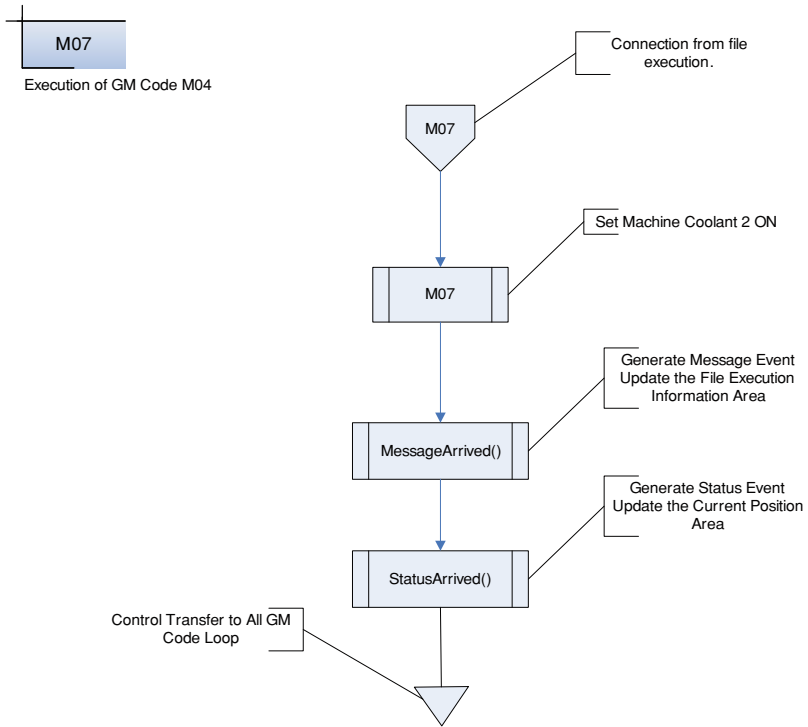 M07
Execution of GM Code M04
Connection from file
execution.
M07
Set Machine Coolant 2 ON
M07
Generate Message Event
Update the File Execution
Information Area
MessageArrived()
Generate Status Event
Update the Current Position
Area
StatusArrived()
Control Transfer to All GM
Code Loop